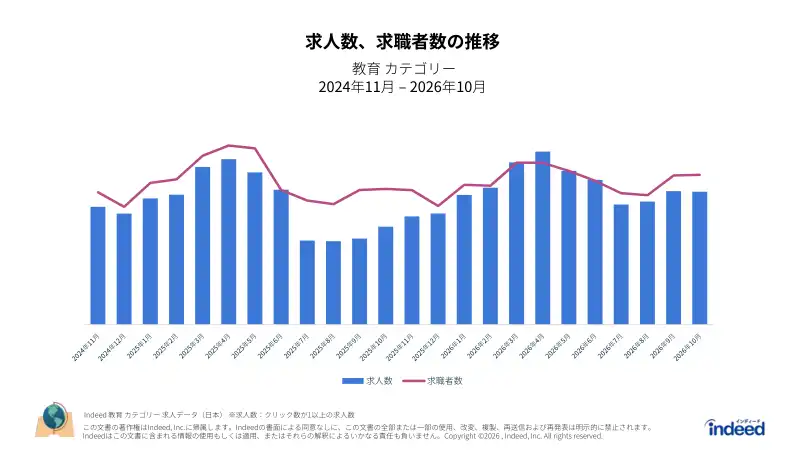 求人数、求職者数の推移
教育 カテゴリー
2024年11月 – 2026年10月
2024年11月
2024年12月
2025年1月
2025年2月
2025年3月
2025年4月
2025年5月
2025年6月
2025年7月
2025年8月
2025年9月
2025年10月
2025年11月
2025年12月
2026年1月
2026年2月
2026年3月
2026年4月
2026年5月
2026年6月
2026年7月
2026年8月
2026年9月
2026年10月
求人数 求職者数
Indeed 教育 カテゴリー 求人データ（日本） ※求人数：クリック数が1以上の求人数
この文書の著作権はIndeed, Inc.に帰属します。Indeedの書面による同意なしに、この文書の全部または一部の使用、改変、複製、再送信および再発表は明示的に禁止されます。
Indeedはこの文書に含まれる情報の使用もしくは適用、またはそれらの解釈によるいかなる責任も負いません。Copyright ©2026 , Indeed, Inc. All rights reserved.
インディード
indeed